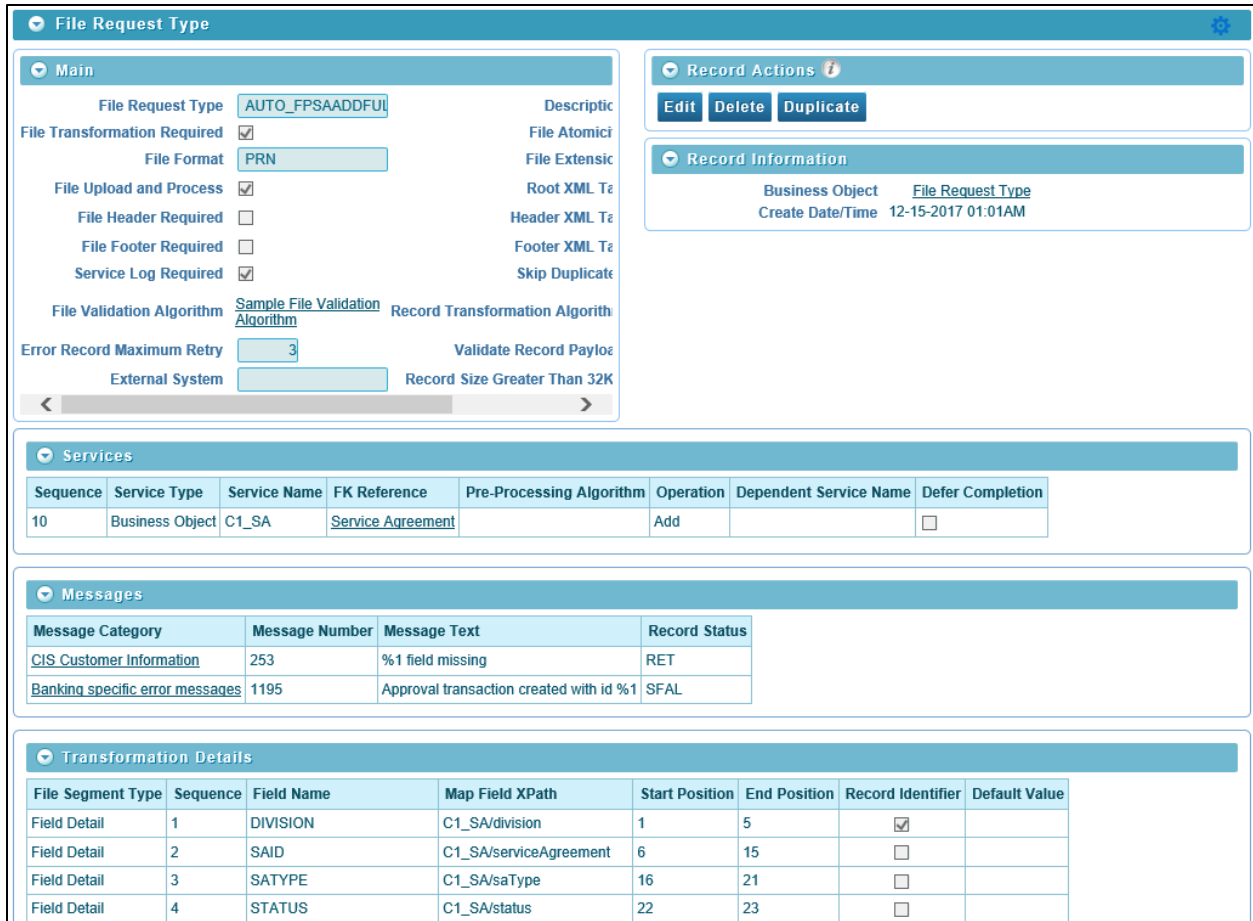 File Request Type
Main
File Request Type AUTO_FPSAADDFUL Descriptic
File Transformation Required File Atomici
File Format PRN File Extensic
File Upload and Process Root XML Ta
File Header Required Header XML Ta
File Footer Required Footer XML Ta
Service Log Required Skip Duplicate
File Validation Algorithm Sample File Validation Algorithm Record Transformation Algorith
Error Record Maximum Retry 3 Validate Record Payloa
External System Record Size Greater Than 32K
Record Actions i
Edit Delete Duplicate
Record Information
Business Object File Request Type
Create Date/Time 12-15-2017 01:01AM
Services
Sequence Service Type Service Name FK Reference Pre-Processing Algorithm Operation Dependent Service Name Defer Completion
10 Business Object C1_SA Service Agreement Add
Messages
Message Category Message Number Message Text Record Status
CIS Customer Information 253 %1 field missing RET
Banking specific error messages 1195 Approval transaction created with id %1 SFAL
Transformation Details
File Segment Type Sequence Field Name Map Field XPath Start Position End Position Record Identifier Default Value
Field Detail 1 DIVISION C1_SA/division 1 5
Field Detail 2 SAID C1_SA/serviceAgreement 6 15
Field Detail 3 SATYPE C1_SA/saType 16 21
Field Detail 4 STATUS C1_SA/status 22 23